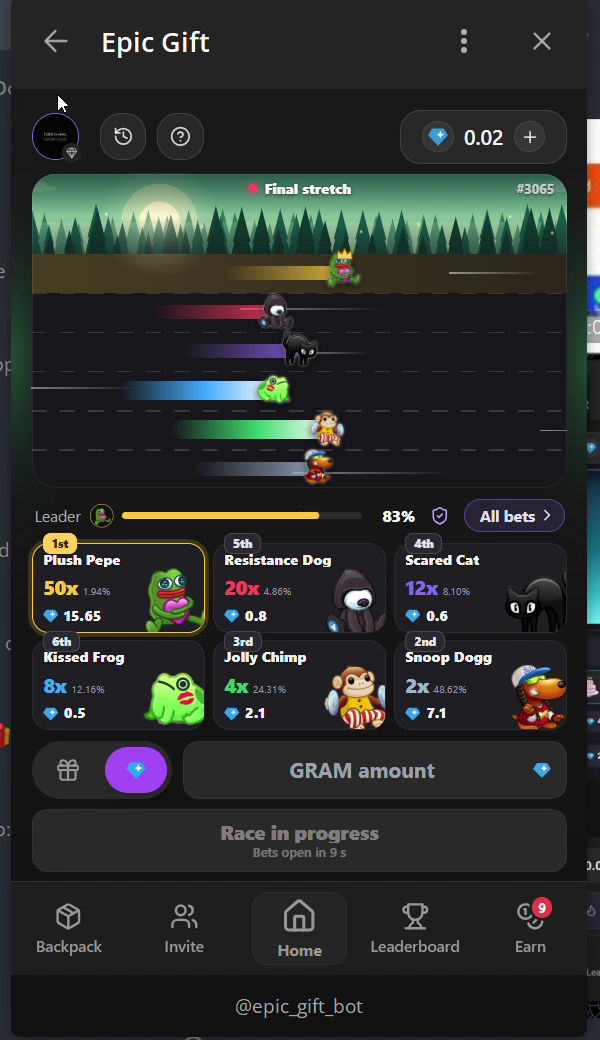 Epic Gift
0.02
Final stretch
#3065
Leader
83%
All bets
1st
Plush Pepe
50x 1.94%
15.65
5th
Resistance Dog
20x 4.86%
0.8
4th
Scared Cat
12x 8.10%
0.6
6th
Kissed Frog
8x 12.16%
0.5
3rd
Jolly Chimp
4x 24.31%
2.1
2nd
Snoop Dogg
2x 48.62%
7.1
GRAM amount
Race in progress
Bets open in 9 s
9
Backpack
Invite
Home
Leaderboard
Earn
@epic_gift_bot